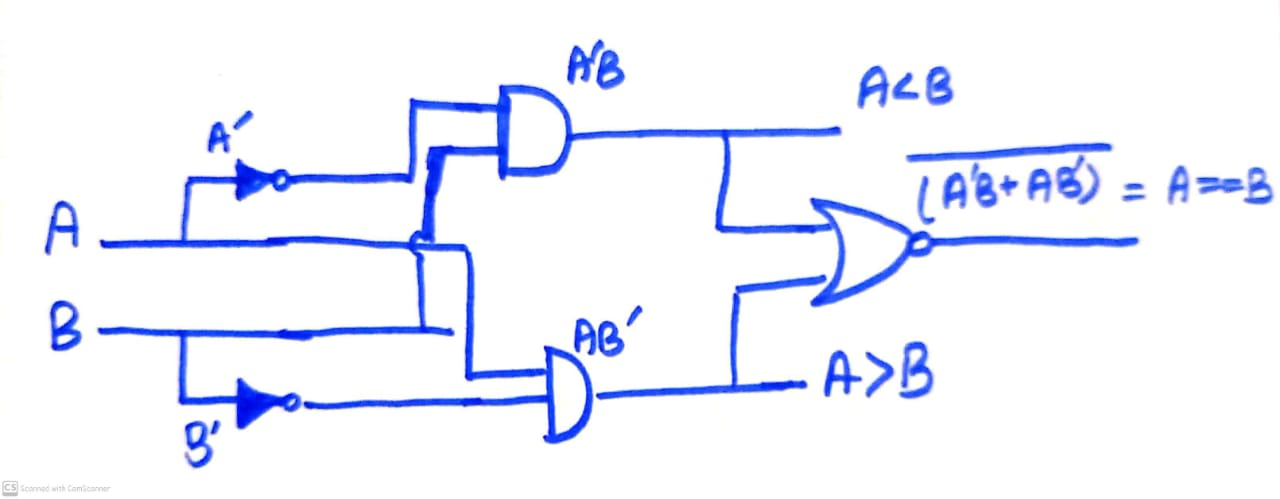 A'B
A<B
A'
(A'B+AB') = A==B
A
B
AB'
A>B
B'
CS Scanned with CamScanner